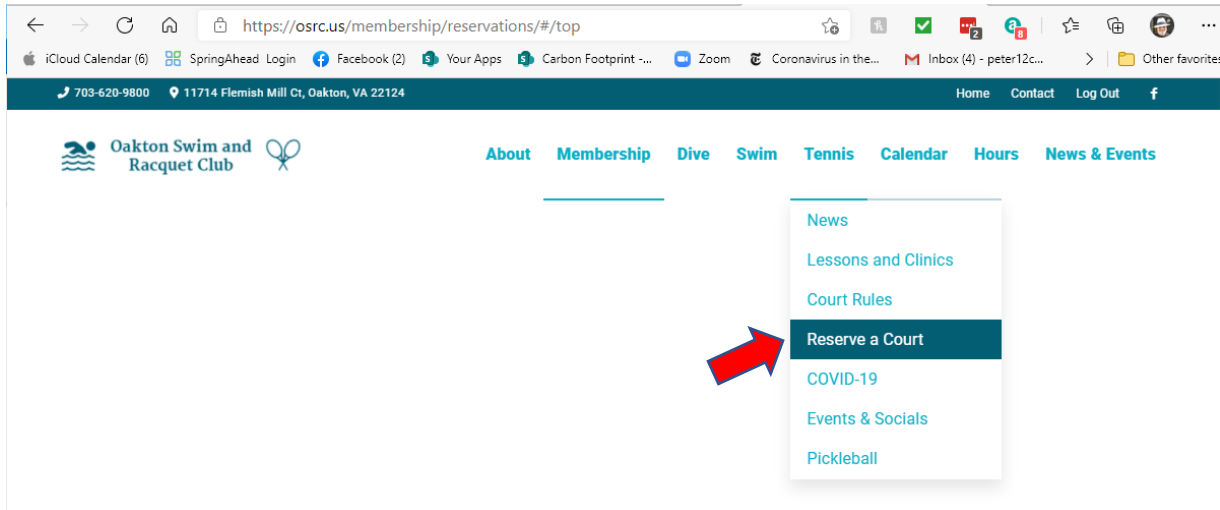 https://osrc.us/membership/reservations/#/top
2
8
iCloud Calendar (6) SpringAhead Login Facebook (2) Your Apps Carbon Footprint -... Zoom Coronavirus in the... Inbox (4) - peter12c... Other favorites
703-620-9800 11714 Flemish Mill Ct, Oakton, VA 22124 Home Contact Log Out f
Oakton Swim and
Racquet Club
About Membership Dive Swim Tennis Calendar Hours News & Events
News
Lessons and Clinics
Court Rules
Reserve a Court
COVID-19
Events & Socials
Pickleball